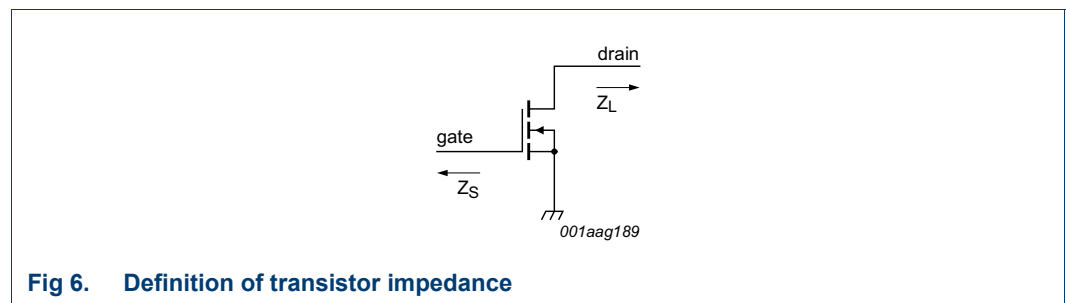 drain
Z_L
gate
Z_S
001aag189
Fig 6. Definition of transistor impedance